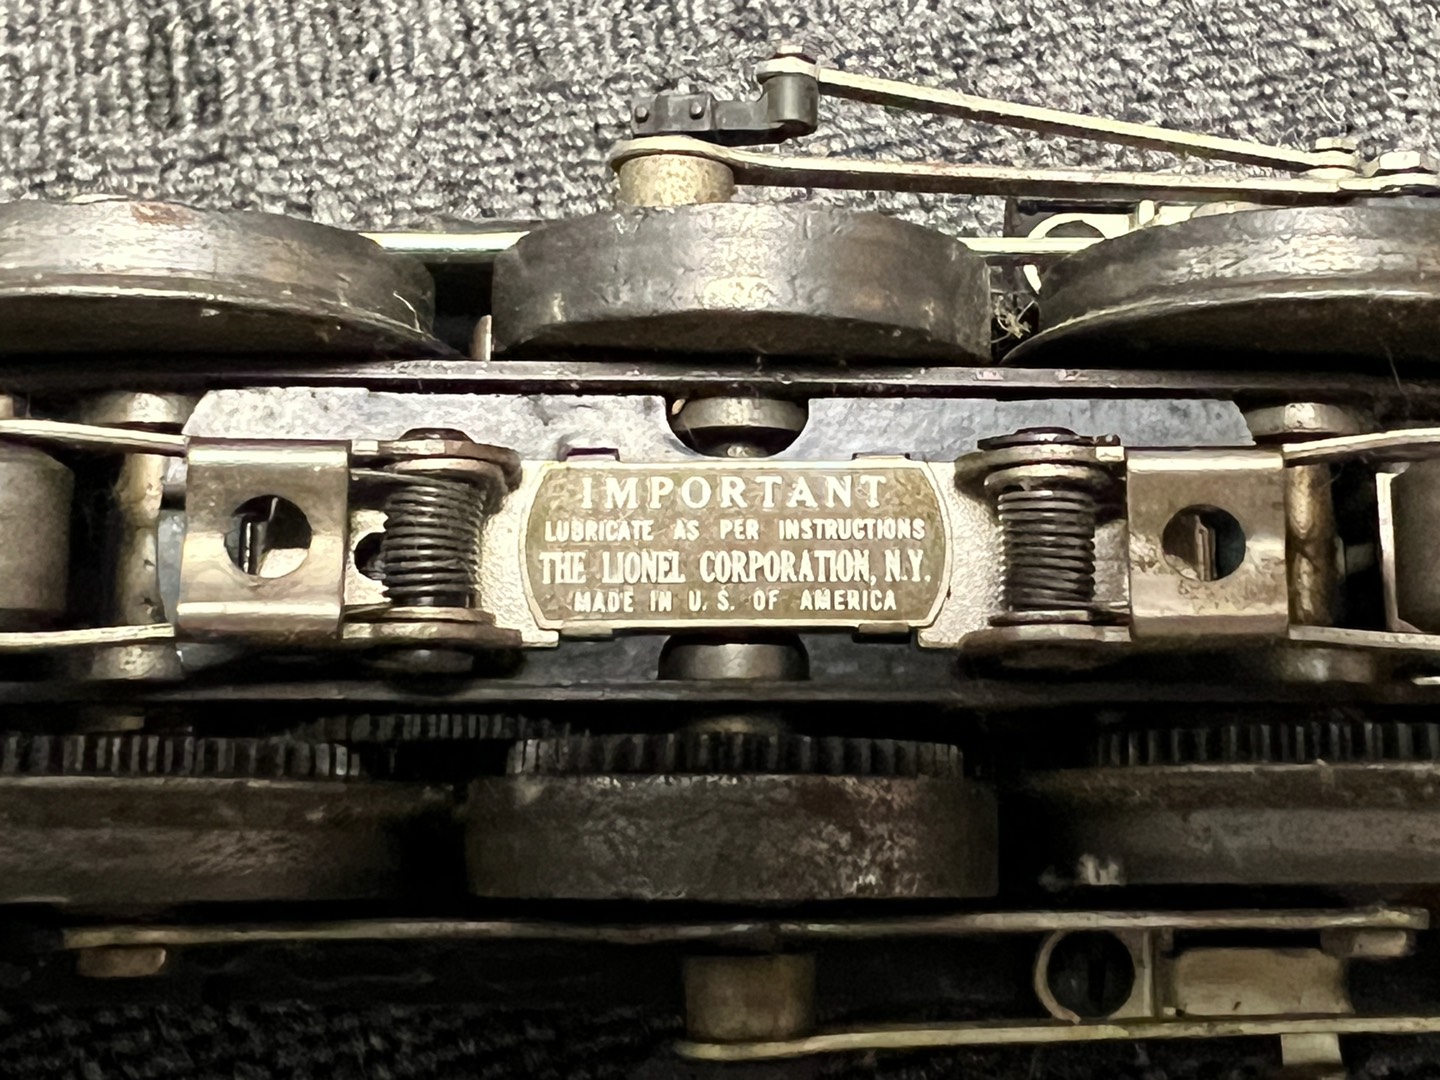 IMPORTANT
LUBRICATE AS PER INSTRUCTIONS
THE LIONEL CORPORATION, N.Y.
MADE IN U.S. OF AMERICA